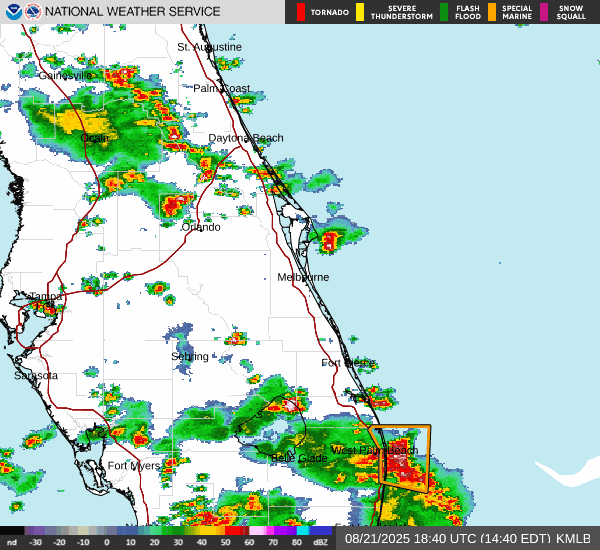 NATIONAL WEATHER SERVICE
TORNADO
SEVERE THUNDERSTORM
FLASH FLOOD
SPECIAL MARINE
SNOW SQUALL
St. Augustine
Gainesville
Palm Coast
Ocala
Daytona Beach
Orlando
Melbourne
Tampa
Sebring
Fort Pierce
Sarasota
West Palm Beach
Belle Glade
Fort Myers
nd -30 -20 -10 0 10 20 30 40 50 60 70 80 dBZ
08/21/2025 18:40 UTC (14:40 EDT) KMLB